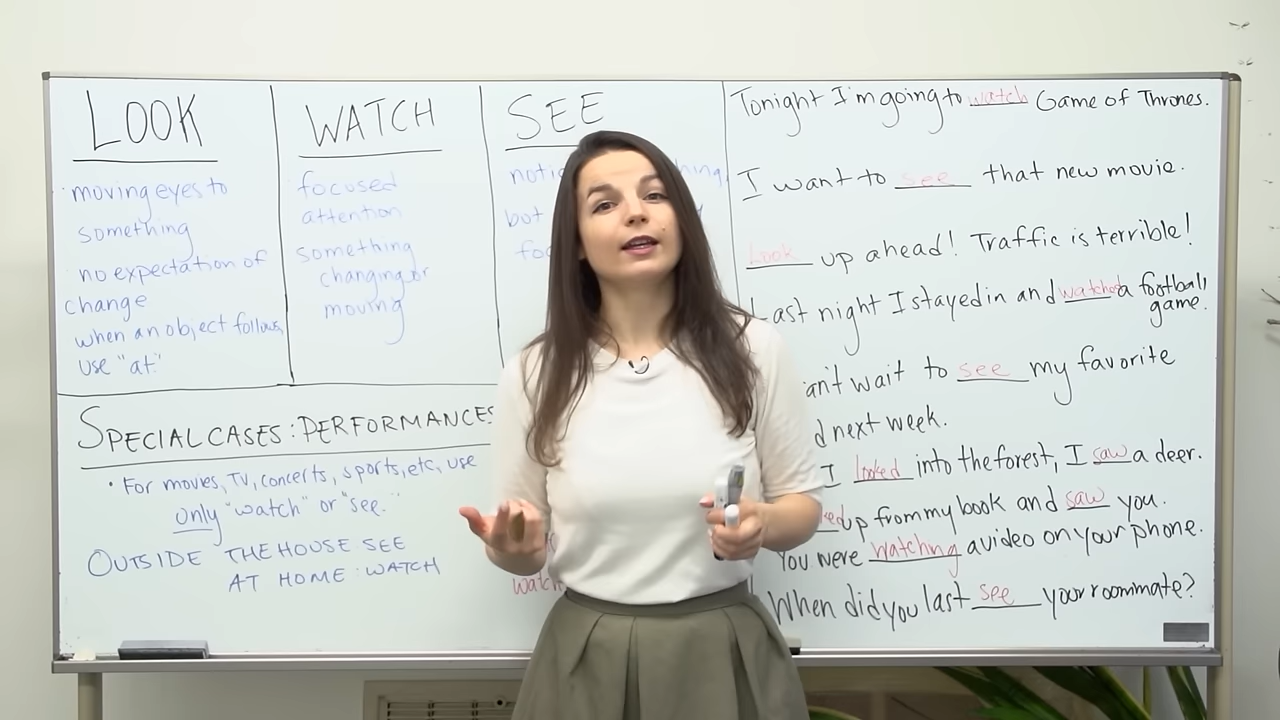 LOOK
moving eyes to
something
no expectation of
change
when an object follows,
use "at."
WATCH
focused
attention
something
changing or
moving
SEE
but
SPECIAL CASES: PERFORMANCES
• For movies, TV, concerts, sports, etc, use
only "watch" or "see."
OUTSIDE THE HOUSE SEE
AT HOME: WATCH
watch
Tonight I'm going to watch Game of Thrones.
I want to see that new movie.
Look up ahead! Traffic is terrible!
Last night I stayed in and watched a football
game.
wait to see my favorite
next week.
I looked into the forest, I saw a deer.
up from my book and saw you.
You were watching a video on your phone.
When did you last see your roommate?